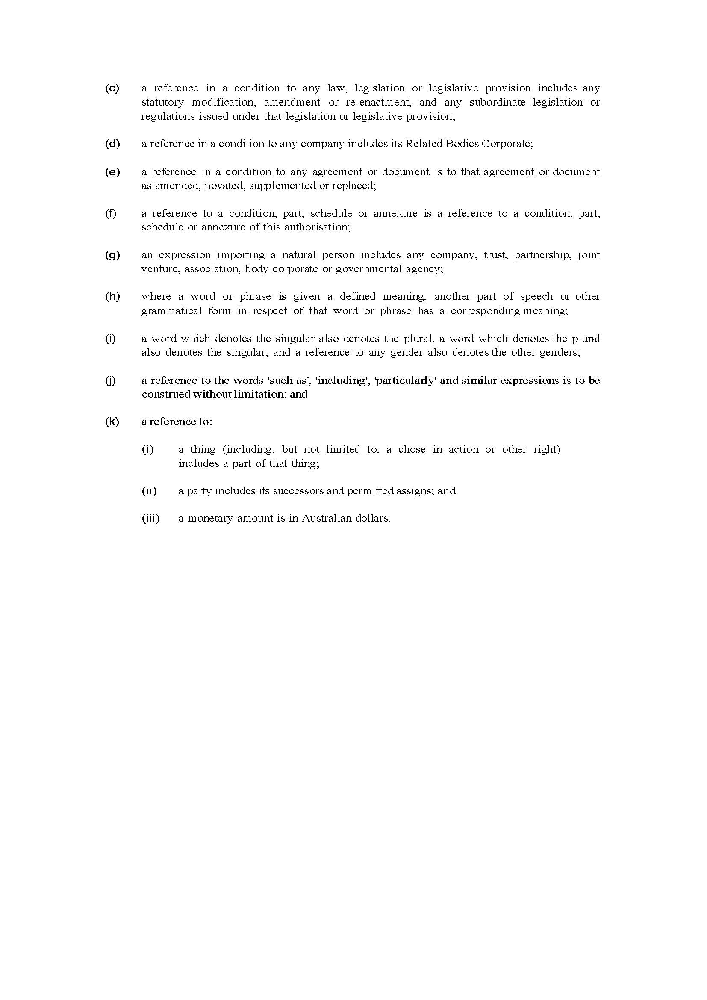 (c) a reference in a condition to any law, legislation or legislative provision includes any
statutory modification, amendment or re-enactment, and any subordinate legislation or
regulations issued under that legislation or legislative provision;
(d) a reference in a condition to any company includes its Related Bodies Corporate;
(e) a reference in a condition to any agreement or document is to that agreement or document
as amended, novated, supplemented or replaced;
(f) a reference to a condition, part, schedule or annexure is a reference to a condition, part,
schedule or annexure of this authorisation;
(g) an expression importing a natural person includes any company, trust, partnership, joint
venture, association, body corporate or governmental agency;
(h) where a word or phrase is given a defined meaning, another part of speech or other
grammatical form in respect of that word or phrase has a corresponding meaning;
(i) a word which denotes the singular also denotes the plural, a word which denotes the plural
also denotes the singular, and a reference to any gender also denotes the other genders;
(j) a reference to the words 'such as', 'including', 'particularly' and similar expressions is to be
construed without limitation; and
(k) a reference to:
(i) a thing (including, but not limited to, a chose in action or other right)
includes a part of that thing;
(ii) a party includes its successors and permitted assigns; and
(iii) a monetary amount is in Australian dollars.